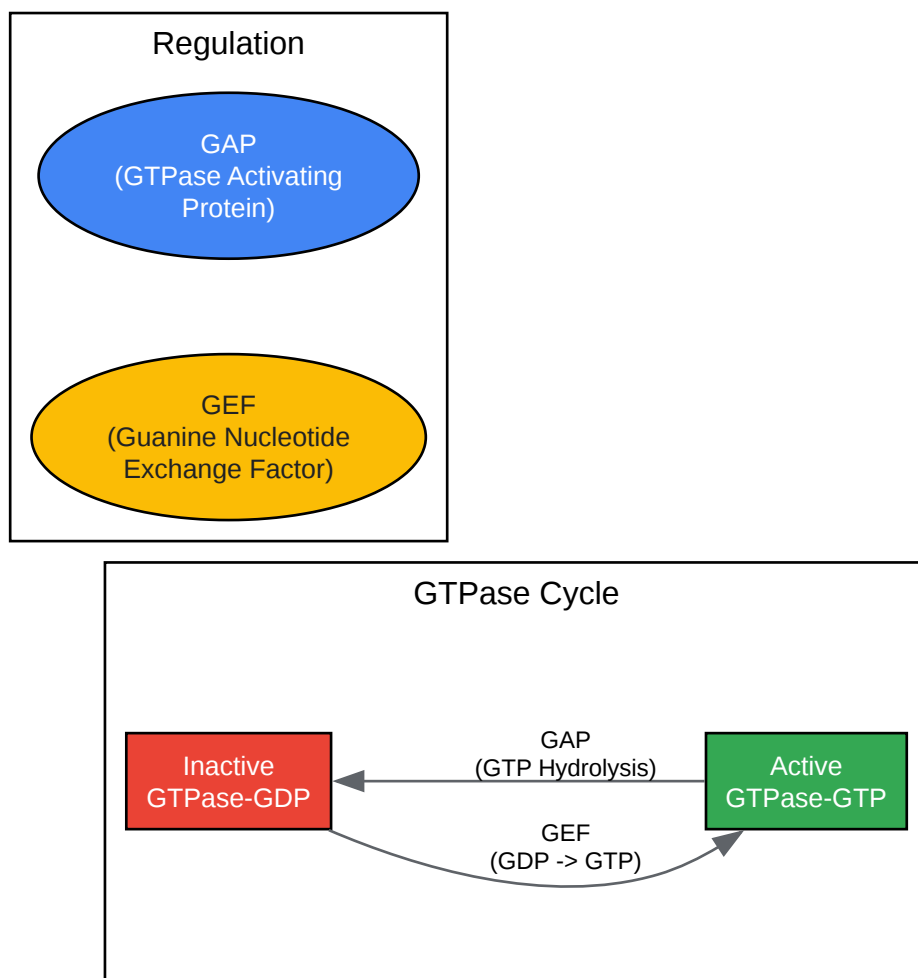 Regulation
GAP
(GTPase Activating
Protein)
GEF
(Guanine Nucleotide
Exchange Factor)
GTPase Cycle
Inactive
GTPase-GDP
GAP
(GTP Hydrolysis)
Active
GTPase-GTP
GEF
(GDP -> GTP)